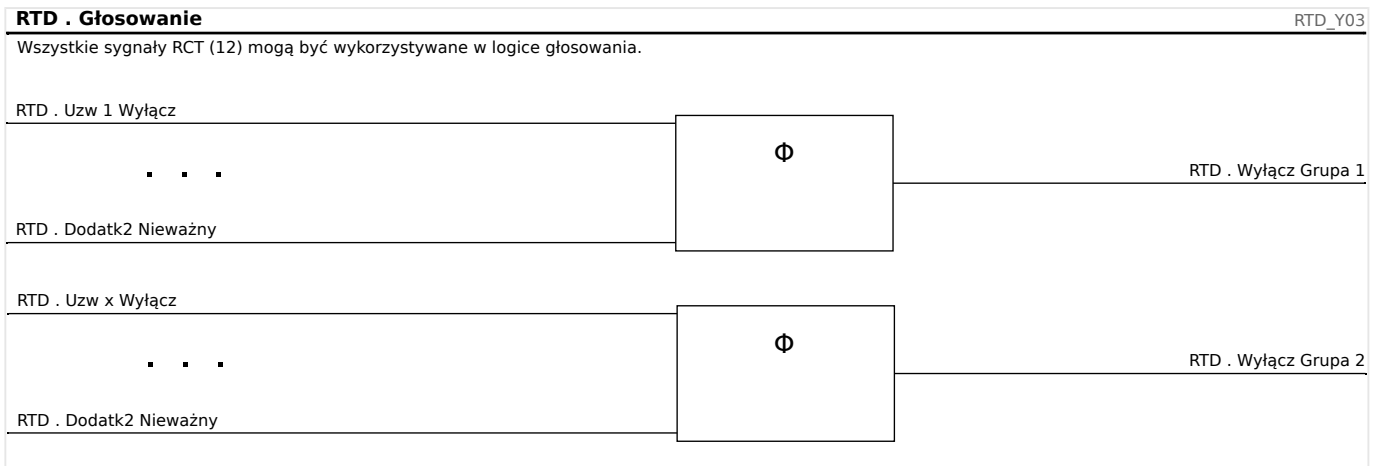 RTD . Głosowanie
RTD_Y03
Wszystkie sygnały RCT (12) mogą być wykorzystywane w logice głosowania.
RTD . Uzw 1 Wyłącz
Φ
. . .
RTD . Wyłącz Grupa 1
RTD . Dodatk2 Nieważny
RTD . Uzw x Wyłącz
Φ
. . .
RTD . Wyłącz Grupa 2
RTD . Dodatk2 Nieważny